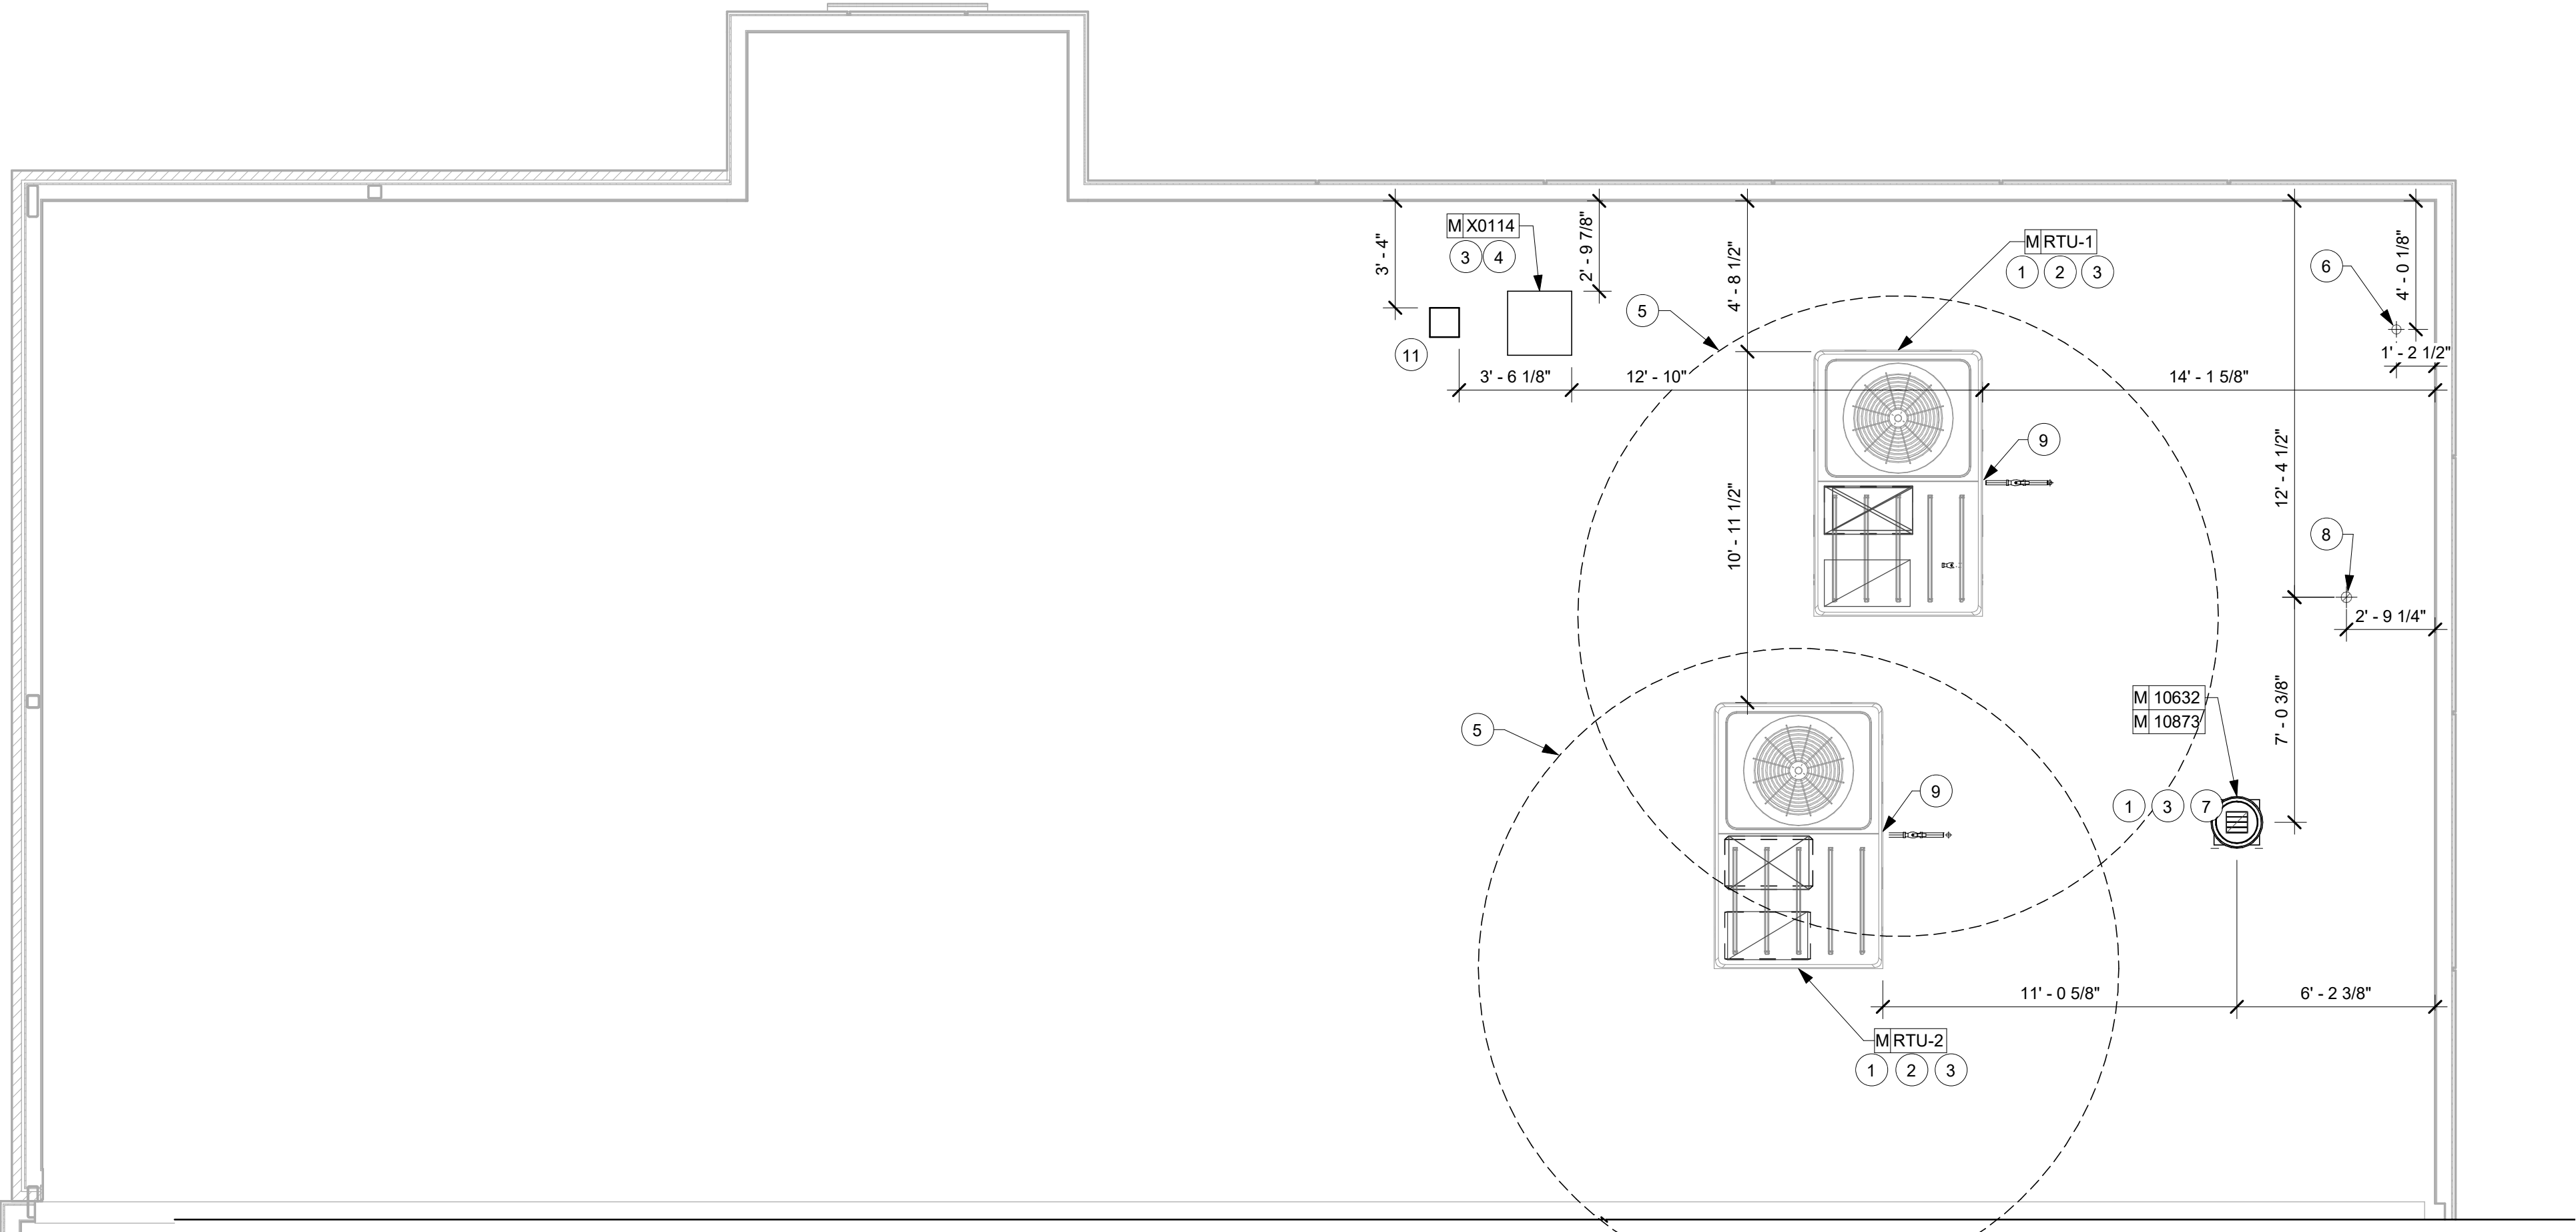 M X0114
3 4
3' - 4"
2' - 9 7/8"
4' - 8 1/2"
M RTU-1
1 2 3
6
4' - 0 1/8"
5
11
1' - 2 1/2"
3' - 6 1/8"
12' - 10"
14' - 1 5/8"
9
12' - 4 1/2"
10' - 11 1/2"
8
2' - 9 1/4"
M 10632
M 10873
7' - 0 3/8"
5
9
1 3 7
11' - 0 5/8"
6' - 2 3/8"
M RTU-2
1 2 3